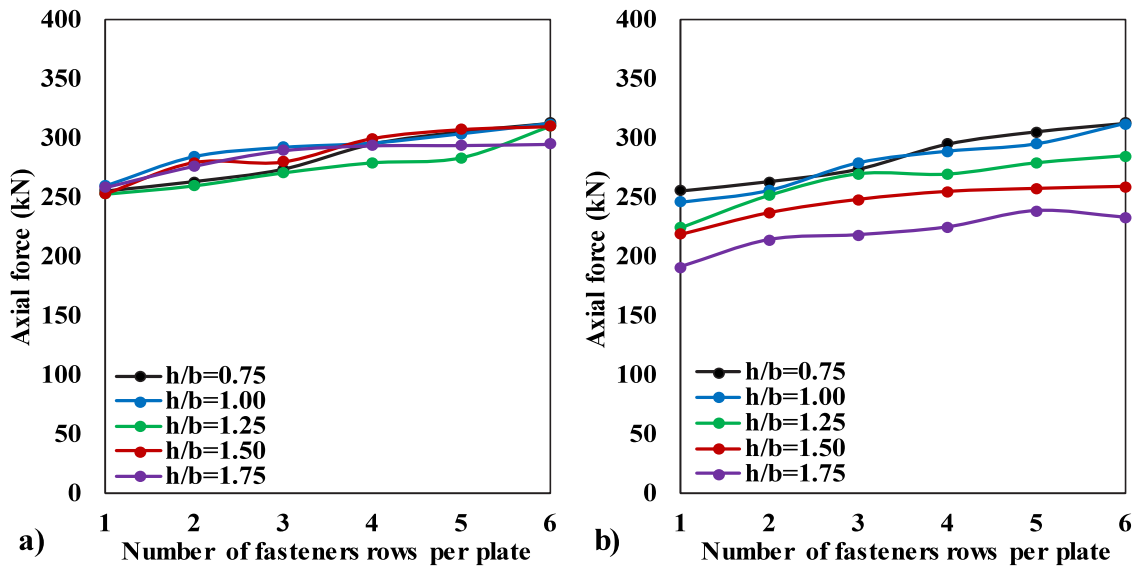 400
350
300
250
200
150
100
50
0
Axial force (kN)
h/b=0.75
h/b=1.00
h/b=1.25
h/b=1.50
h/b=1.75
1 2 3 4 5 6
Number of fasteners rows per plate
a)
400
350
300
250
200
150
100
50
0
Axial force (kN)
h/b=0.75
h/b=1.00
h/b=1.25
h/b=1.50
h/b=1.75
1 2 3 4 5 6
Number of fasteners rows per plate
b)